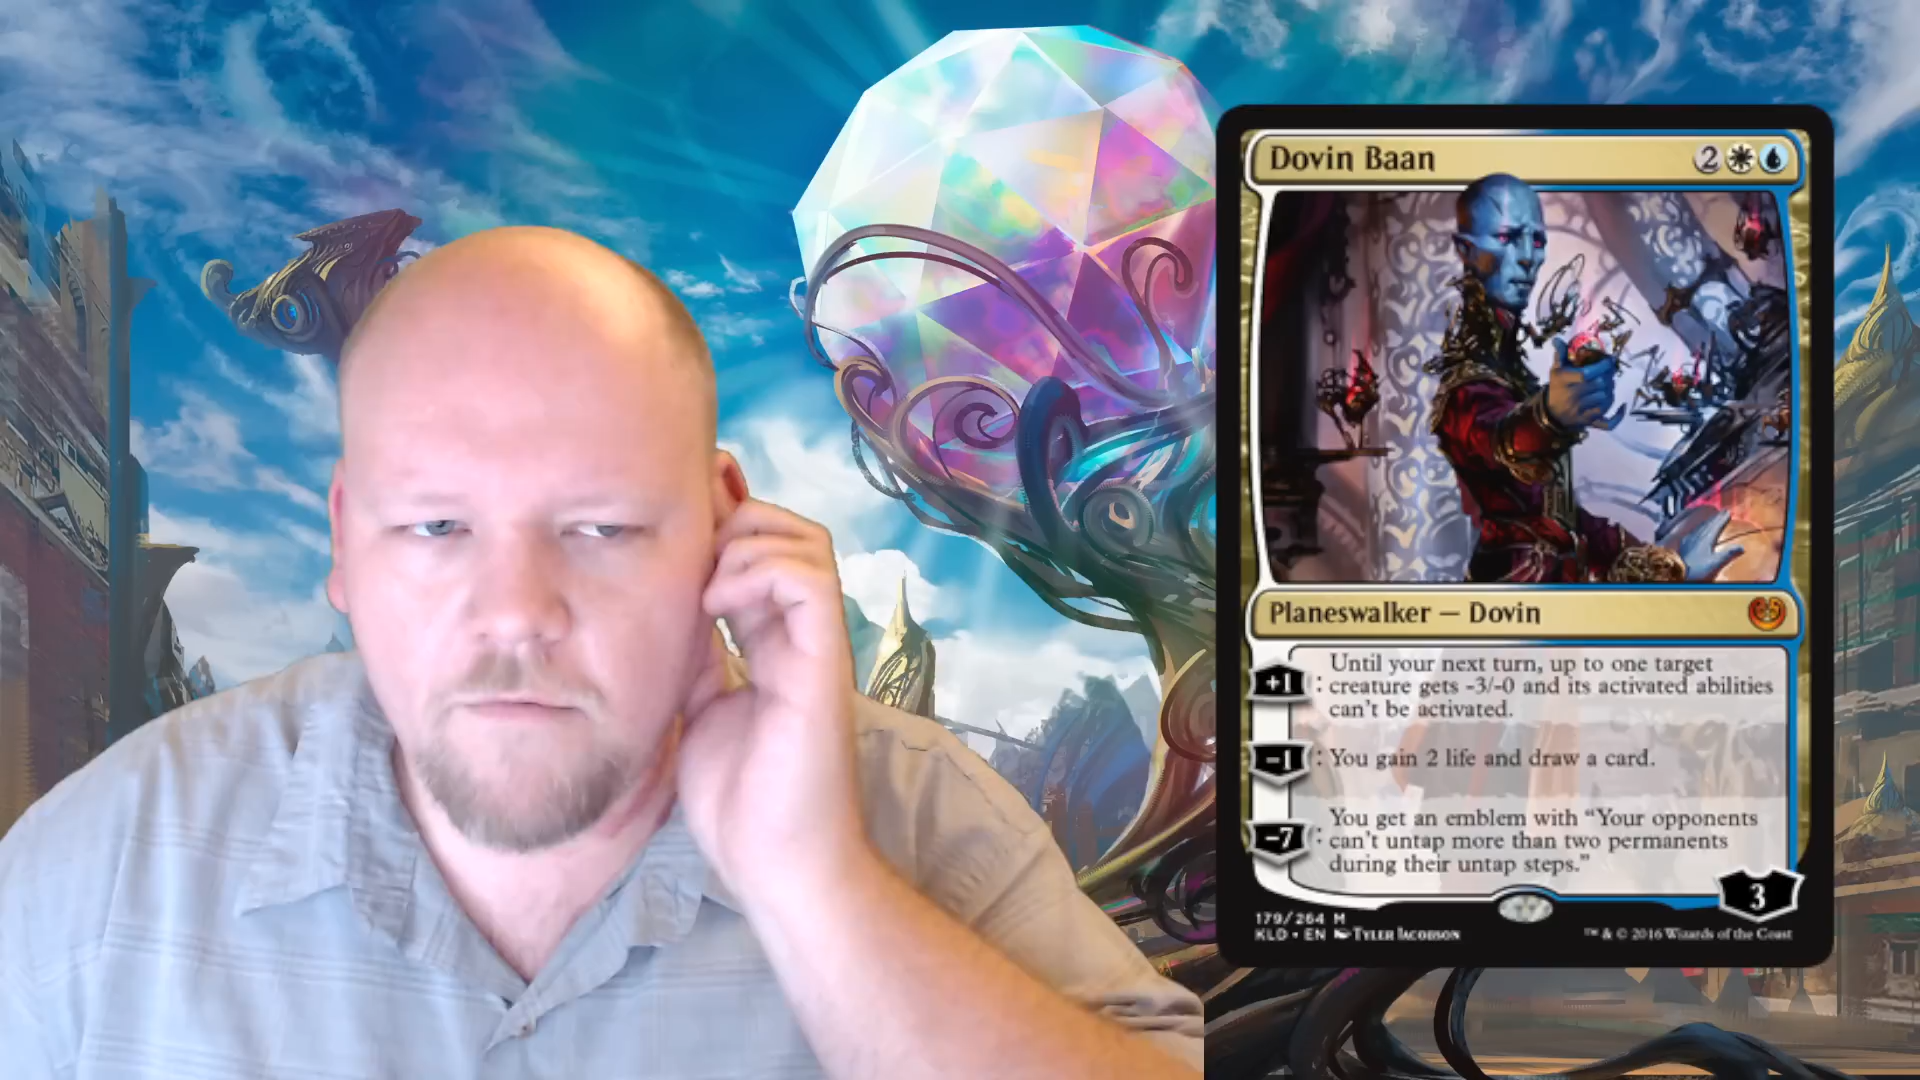 Dovin Baan 2
Planeswalker — Dovin
+1 : Until your next turn, up to one target
creature gets -3/-0 and its activated abilities
can't be activated.
-1 : You gain 2 life and draw a card.
-7 : You get an emblem with “Your opponents
can't untap more than two permanents
during their untap steps.”
3
179/264 M
KLD • EN Tyler Jacobson
™ & © 2016 Wizards of the Coast